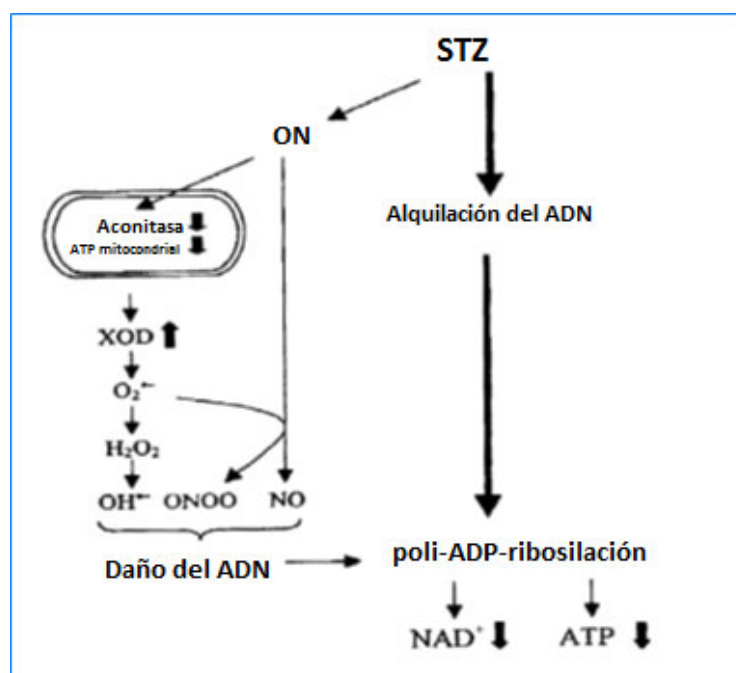 STZ
ON
Alquilación del ADN
Aconitasa
ATP mitocondrial
XOD
O₂•-
H₂O₂
OH•- ONOO NO
Daño del ADN
poli-ADP-ribosilación
NAD⁺ ATP